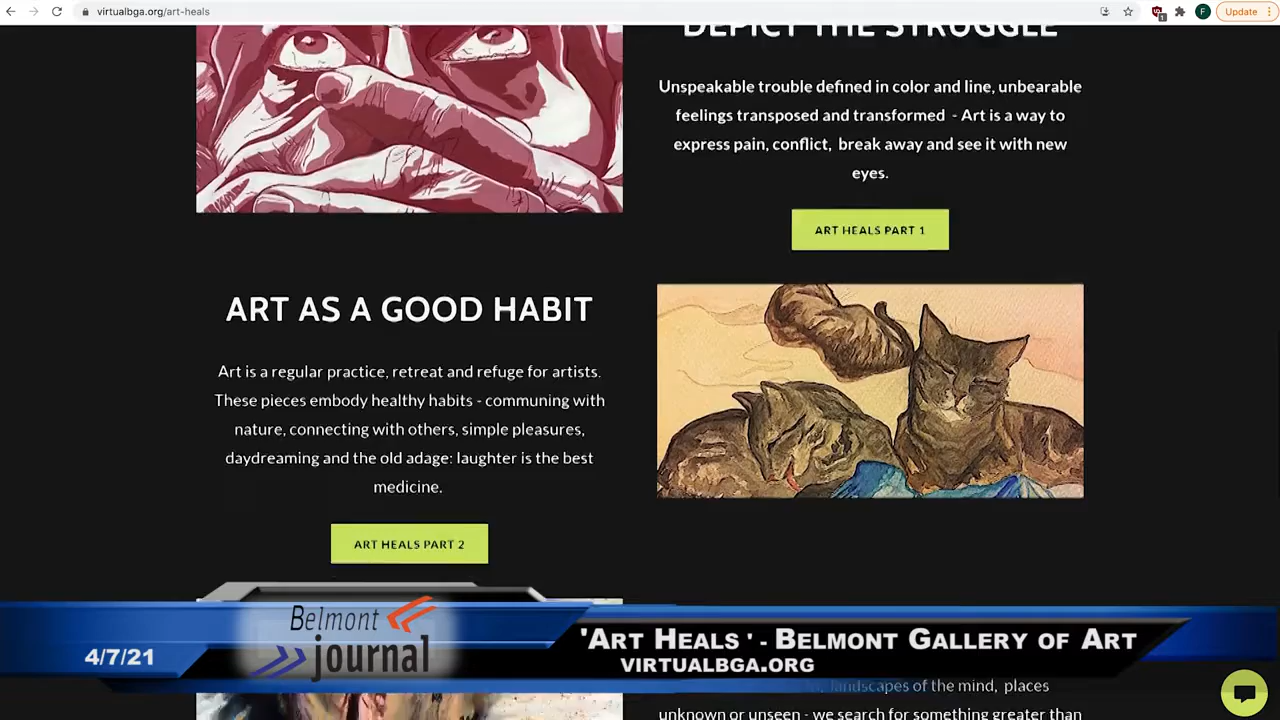 virtualbga.org/art-heals
Update
DEPICT THE STRUGGLE
Unspeakable trouble defined in color and line, unbearable
feelings transposed and transformed - Art is a way to
express pain, conflict, break away and see it with new
eyes.
ART HEALS PART 1
ART AS A GOOD HABIT
Art is a regular practice, retreat and refuge for artists.
These pieces embody healthy habits - communing with
nature, connecting with others, simple pleasures,
daydreaming and the old adage: laughter is the best
medicine.
ART HEALS PART 2
Belmont
journal
4/7/21
'ART HEALS ' - BELMONT GALLERY OF ART
VIRTUALBGA.ORG
landscapes of the mind, places
unknown or unseen - we search for something greater than